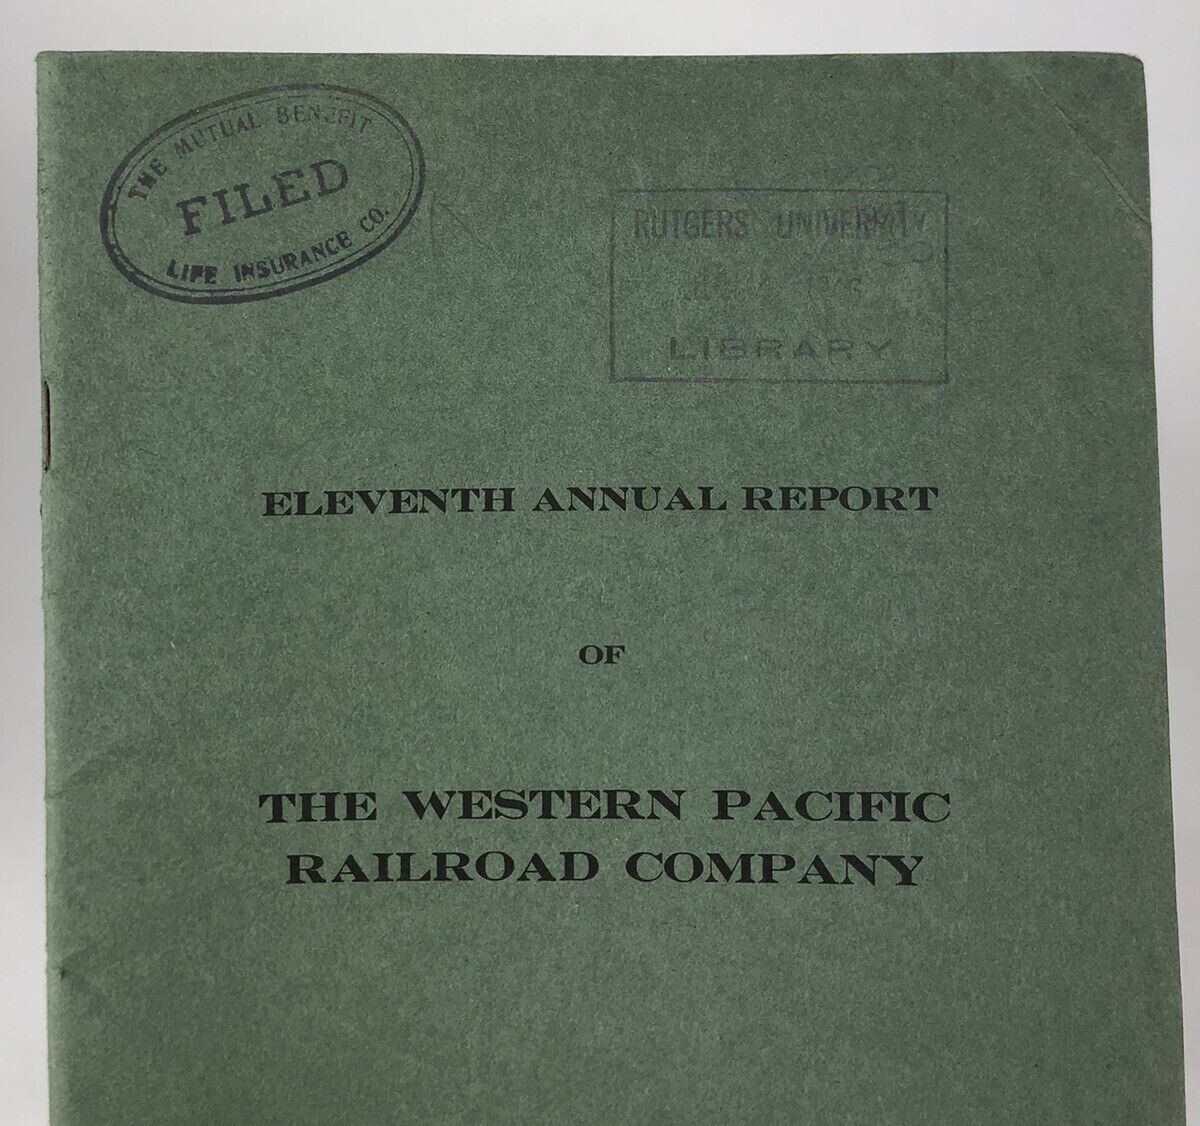 THE MUTUAL BENEFIT
FILED
LIFE INSURANCE CO.
RUTGERS UNIVERSITY
LIBRARY
ELEVENTH ANNUAL REPORT
OF
THE WESTERN PACIFIC
RAILROAD COMPANY